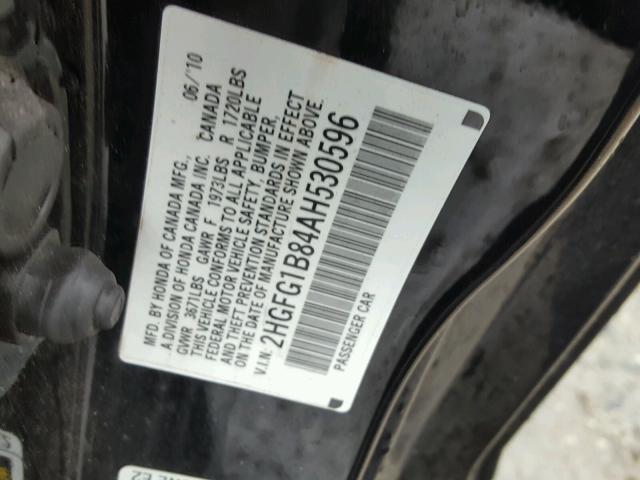 MFD. BY HONDA OF CANADA MFG., 06/10
A DIVISION OF HONDA CANADA INC. CANADA
GVWR 3671LBS GAWR F 1973LBS R 1720LBS
THIS VEHICLE CONFORMS TO ALL APPLICABLE
FEDERAL MOTOR VEHICLE SAFETY, BUMPER,
AND THEFT PREVENTION STANDARDS IN EFFECT
ON THE DATE OF MANUFACTURE SHOWN ABOVE.
V.I.N: 2HGFG1B84AH530596
PASSENGER CAR